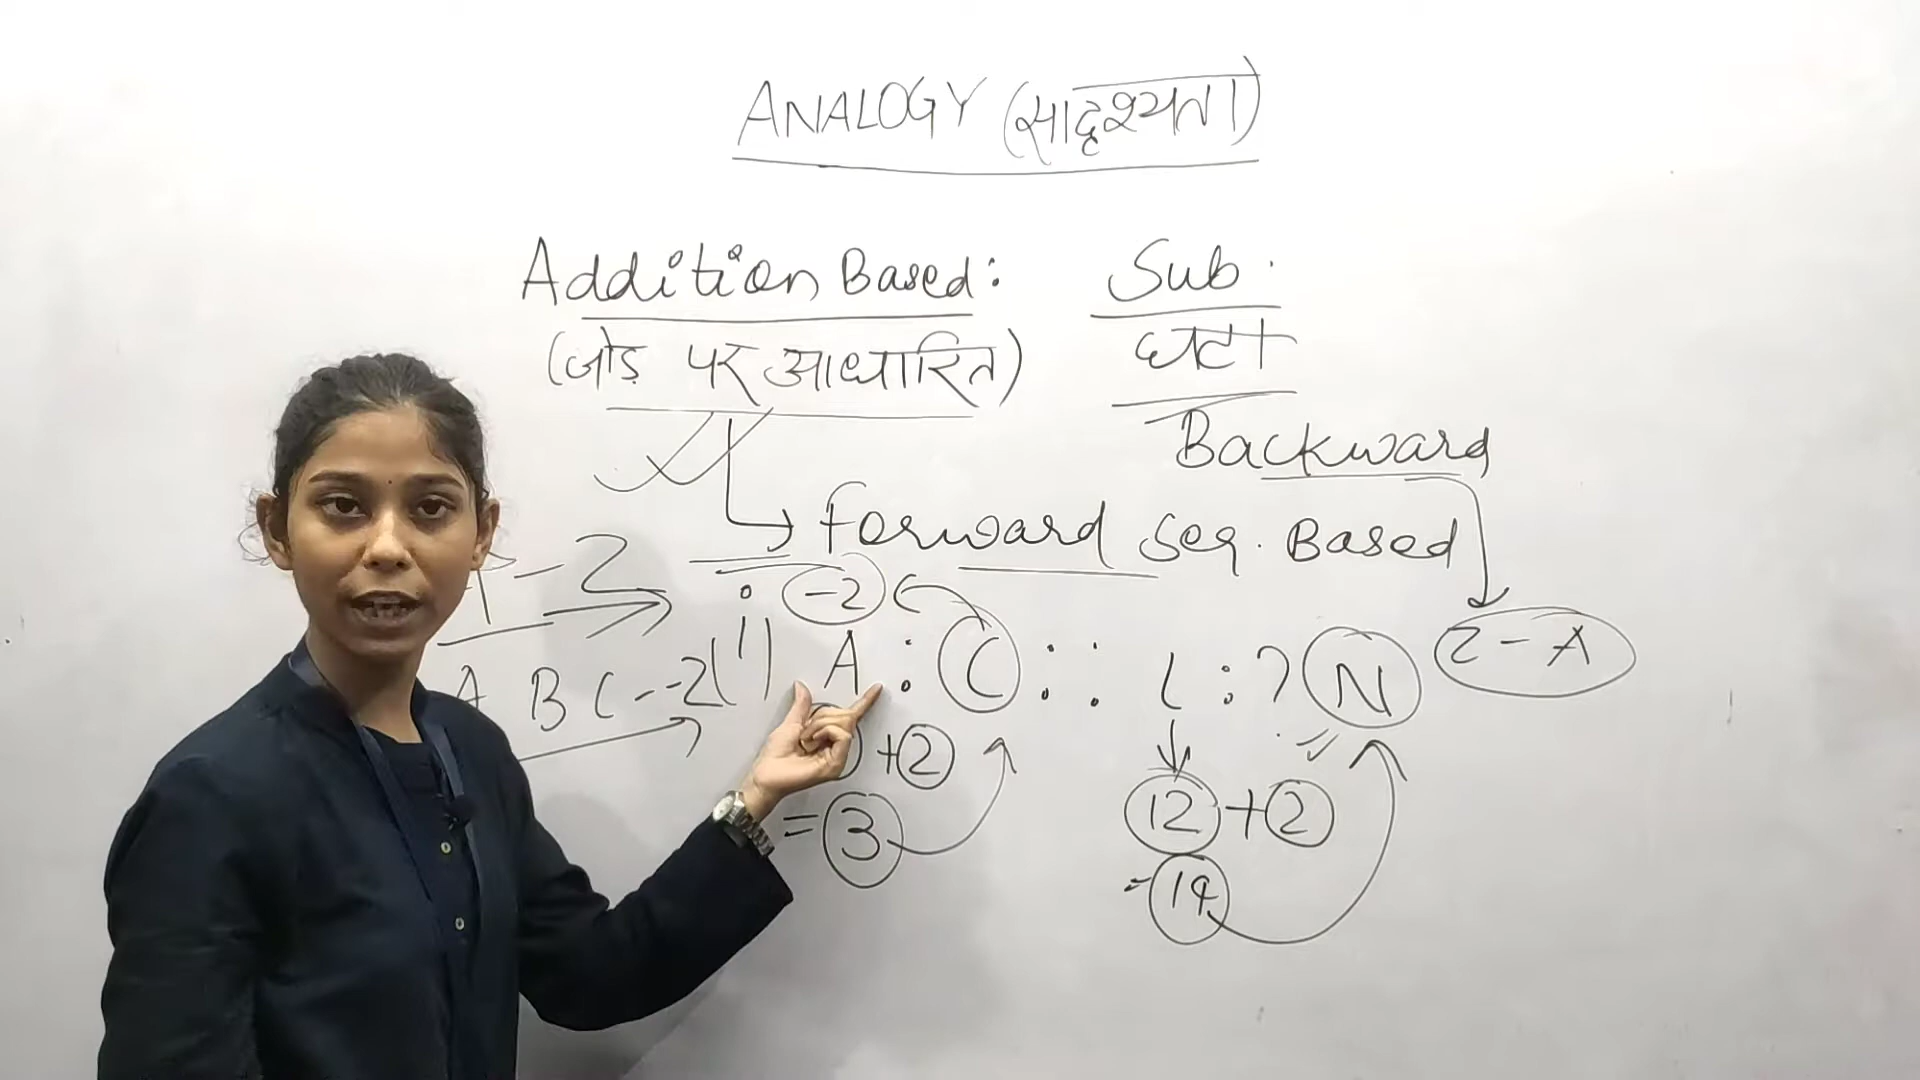 ANALOGY (सादृश्यता)
Addition Based: Sub.
(जोड़ पर आधारित) घटा
Backward
Forward Seq. Based
A-Z -2
A B C--Z (1) A : C :: L : ? N Z-A
+2 12+2
=3 =14